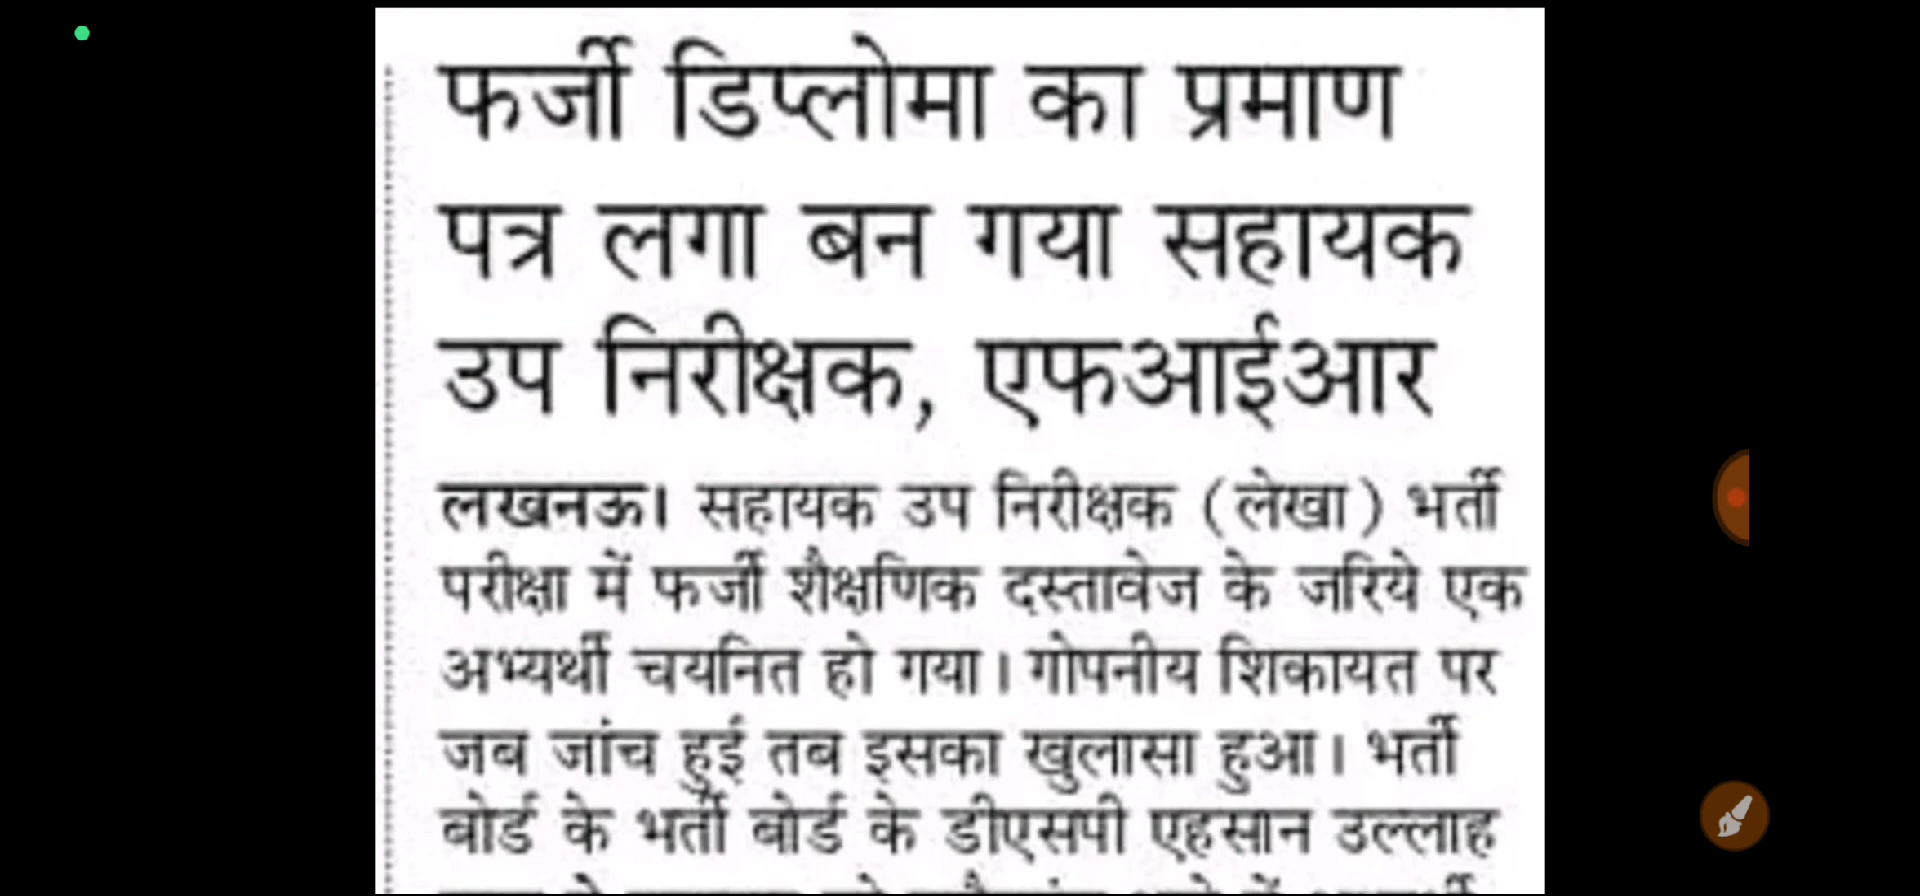 फर्जी डिप्लोमा का प्रमाण
पत्र लगा बन गया सहायक
उप निरीक्षक, एफआईआर
लखनऊ। सहायक उप निरीक्षक (लेखा) भर्ती
परीक्षा में फर्जी शैक्षणिक दस्तावेज के जरिये एक
अभ्यर्थी चयनित हो गया। गोपनीय शिकायत पर
जब जांच हुई तब इसका खुलासा हुआ। भर्ती
बोर्ड के भर्ती बोर्ड के डीएसपी एहसान उल्लाह